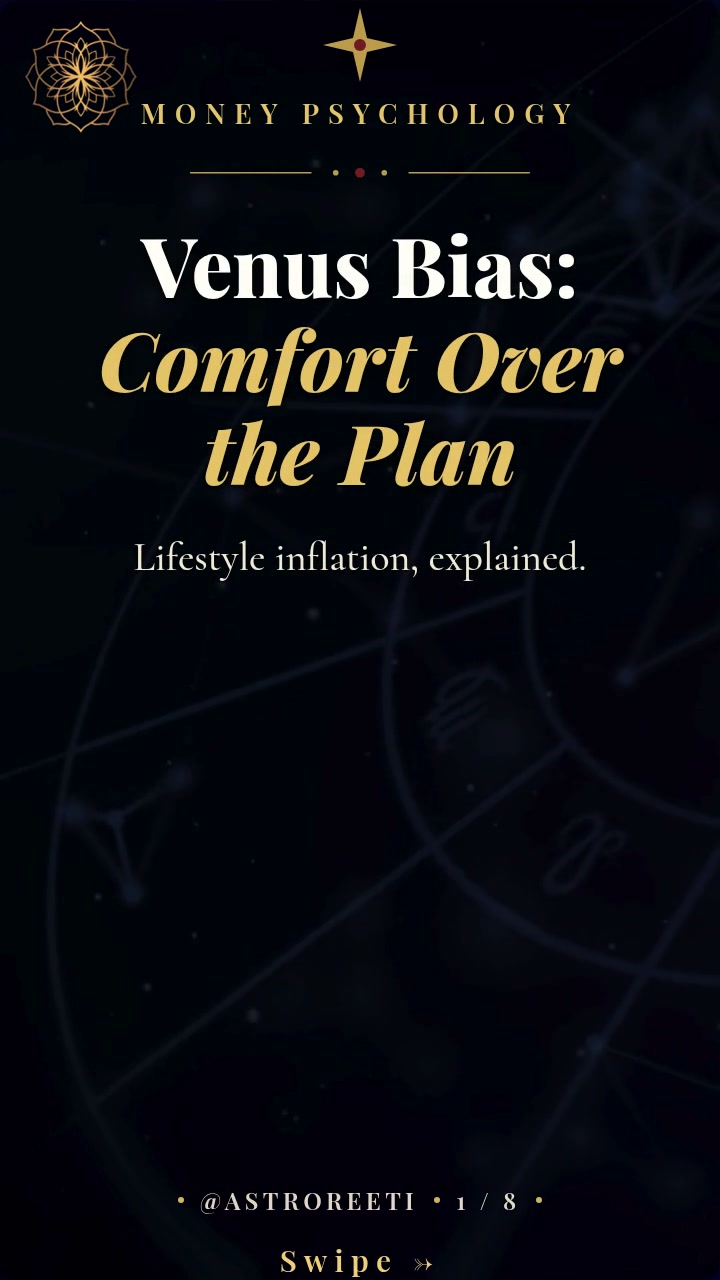 MONEY PSYCHOLOGY
Venus Bias:
Comfort Over
the Plan
Lifestyle inflation, explained.
• @ASTROREETI • 1 / 8 •
Swipe ➳